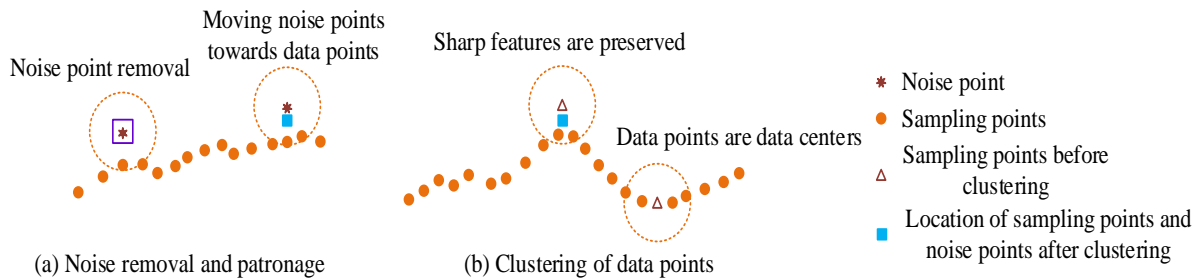 Moving noise points
towards data points
Noise point removal
(a) Noise removal and patronage
Sharp features are preserved
Data points are data centers
(b) Clustering of data points
Noise point
Sampling points
Sampling points before
clustering
Location of sampling points and
noise points after clustering